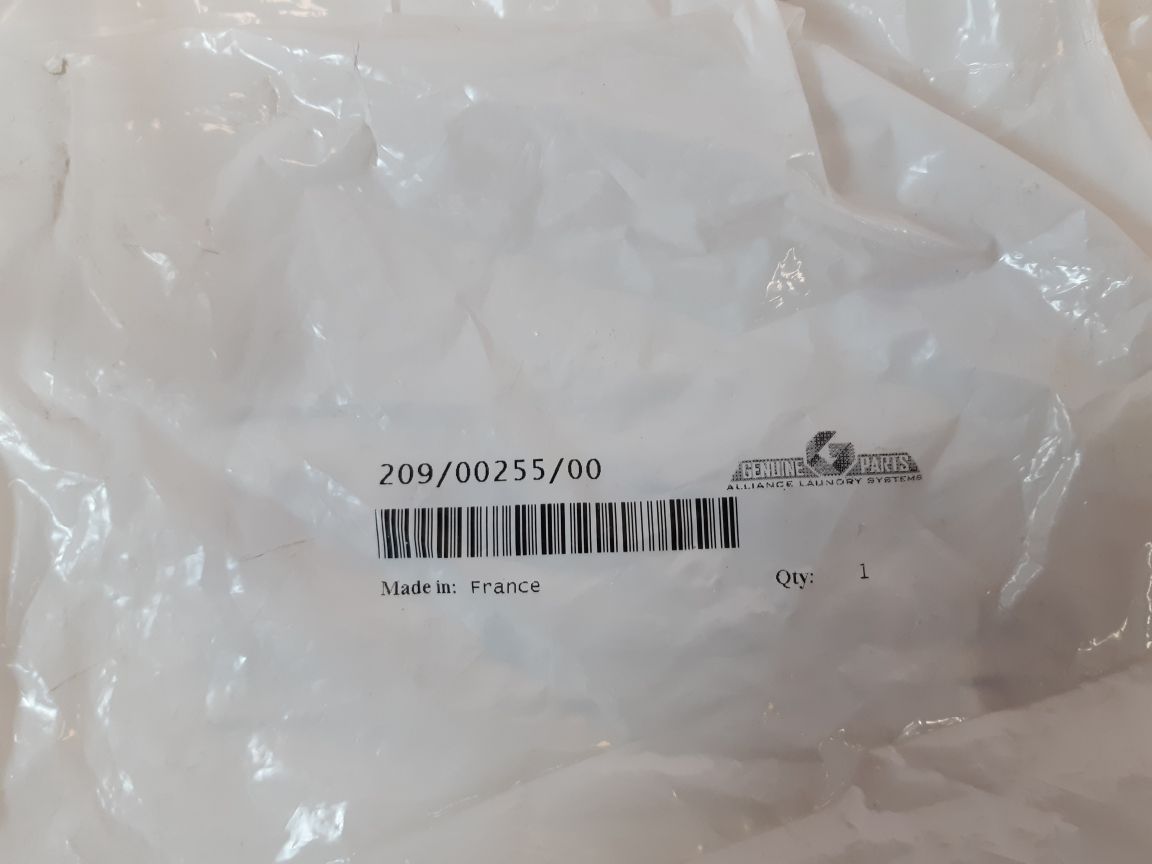 209/00255/00
GENUINE PARTS
ALLIANCE LAUNDRY SYSTEMS
Made in: France
Qty: 1